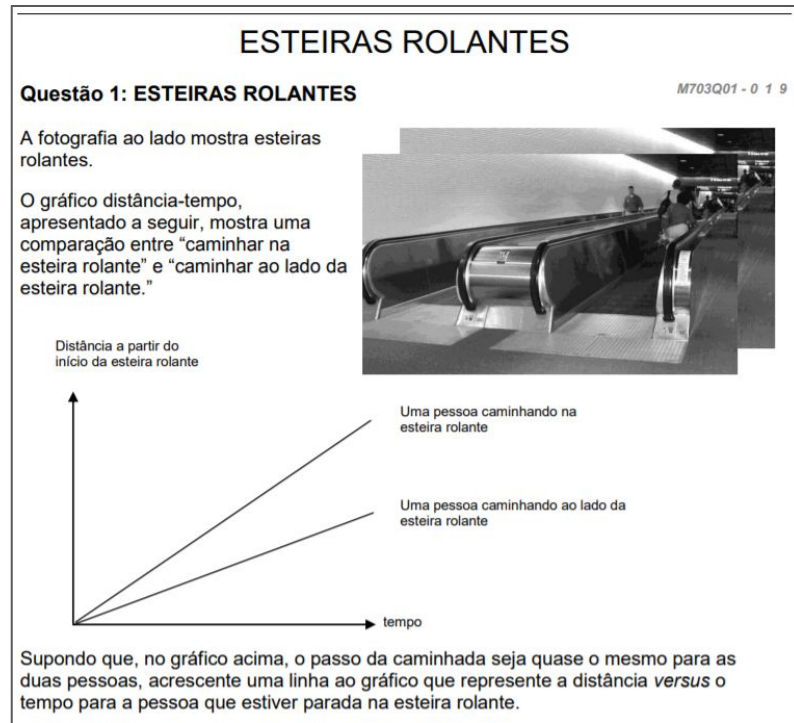 ESTEIRAS ROLANTES
Questão 1: ESTEIRAS ROLANTES
M703Q01 - 0 1 9
A fotografia ao lado mostra esteiras
rolantes.
O gráfico distância-tempo,
apresentado a seguir, mostra uma
comparação entre “caminhar na
esteira rolante” e “caminhar ao lado da
esteira rolante.”
Distância a partir do
início da esteira rolante
Uma pessoa caminhando na
esteira rolante
Uma pessoa caminhando ao lado da
esteira rolante
tempo
Supondo que, no gráfico acima, o passo da caminhada seja quase o mesmo para as
duas pessoas, acrescente uma linha ao gráfico que represente a distância versus o
tempo para a pessoa que estiver parada na esteira rolante.